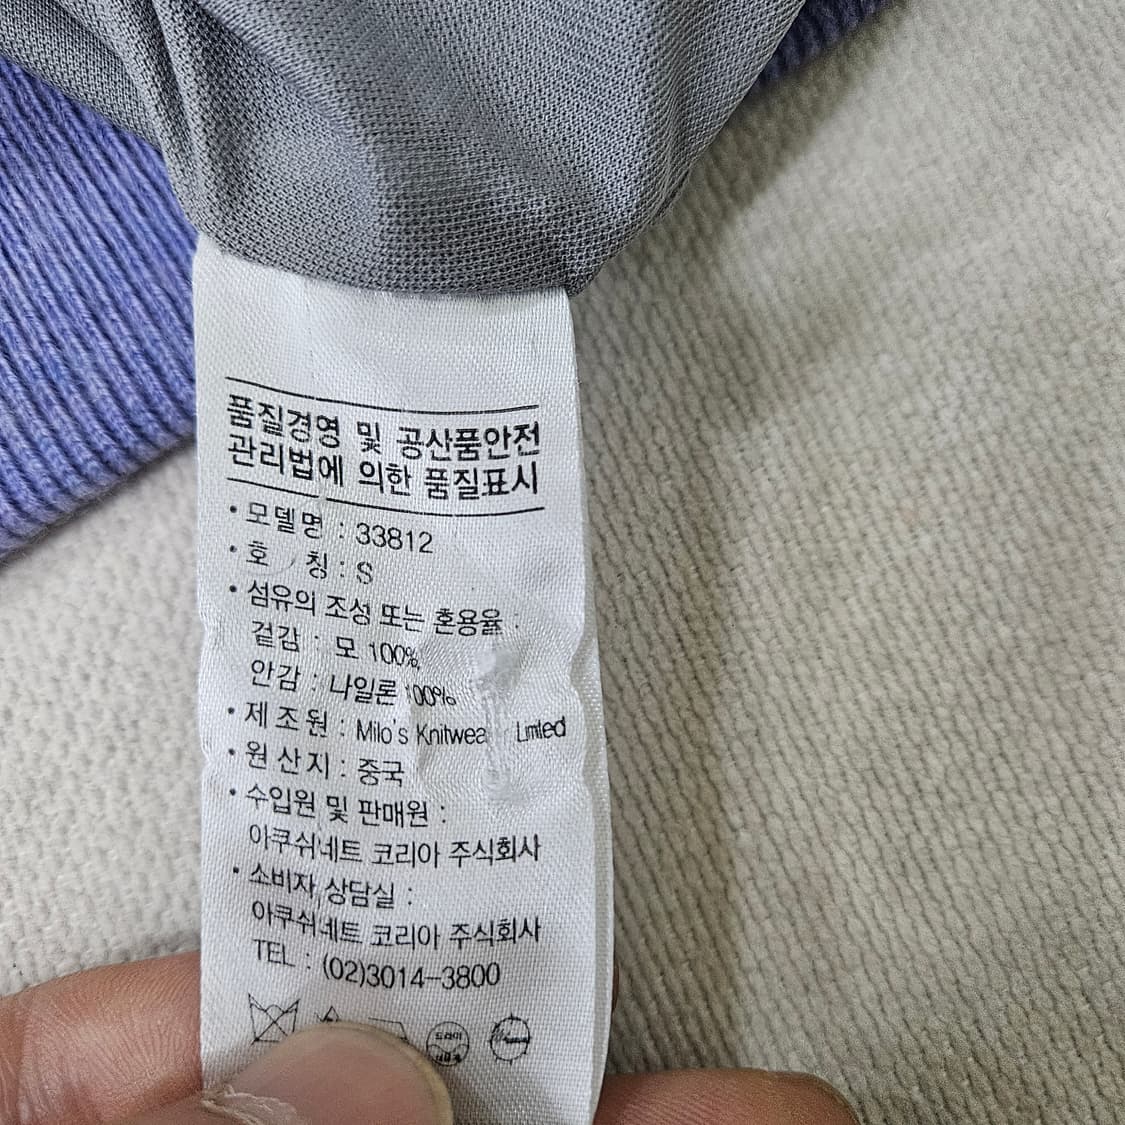 품질경영 및 공산품안전
관리법에 의한 품질표시
• 모델명 : 33812
• 호 칭 : S
• 섬유의 조성 또는 혼용율 :
겉감 : 모 100%
안감 : 나일론 100%
• 제조원 : Milo's Knitwear Limited
• 원산지 : 중국
• 수입원 및 판매원 :
아쿠쉬네트 코리아 주식회사
• 소비자 상담실 :
아쿠쉬네트 코리아 주식회사
TEL : (02)3014-3800
드라이